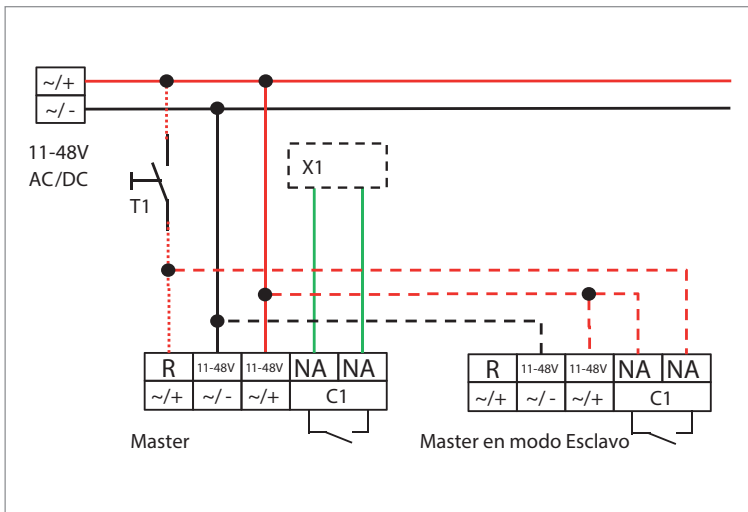 ~/+
~/ -
11-48V
AC/DC
T1
X1
R 11-48V 11-48V NA NA
~/+ ~/ - ~/+ C1
Master
R 11-48V 11-48V NA NA
~/+ ~/ - ~/+ C1
Master en modo Esclavo